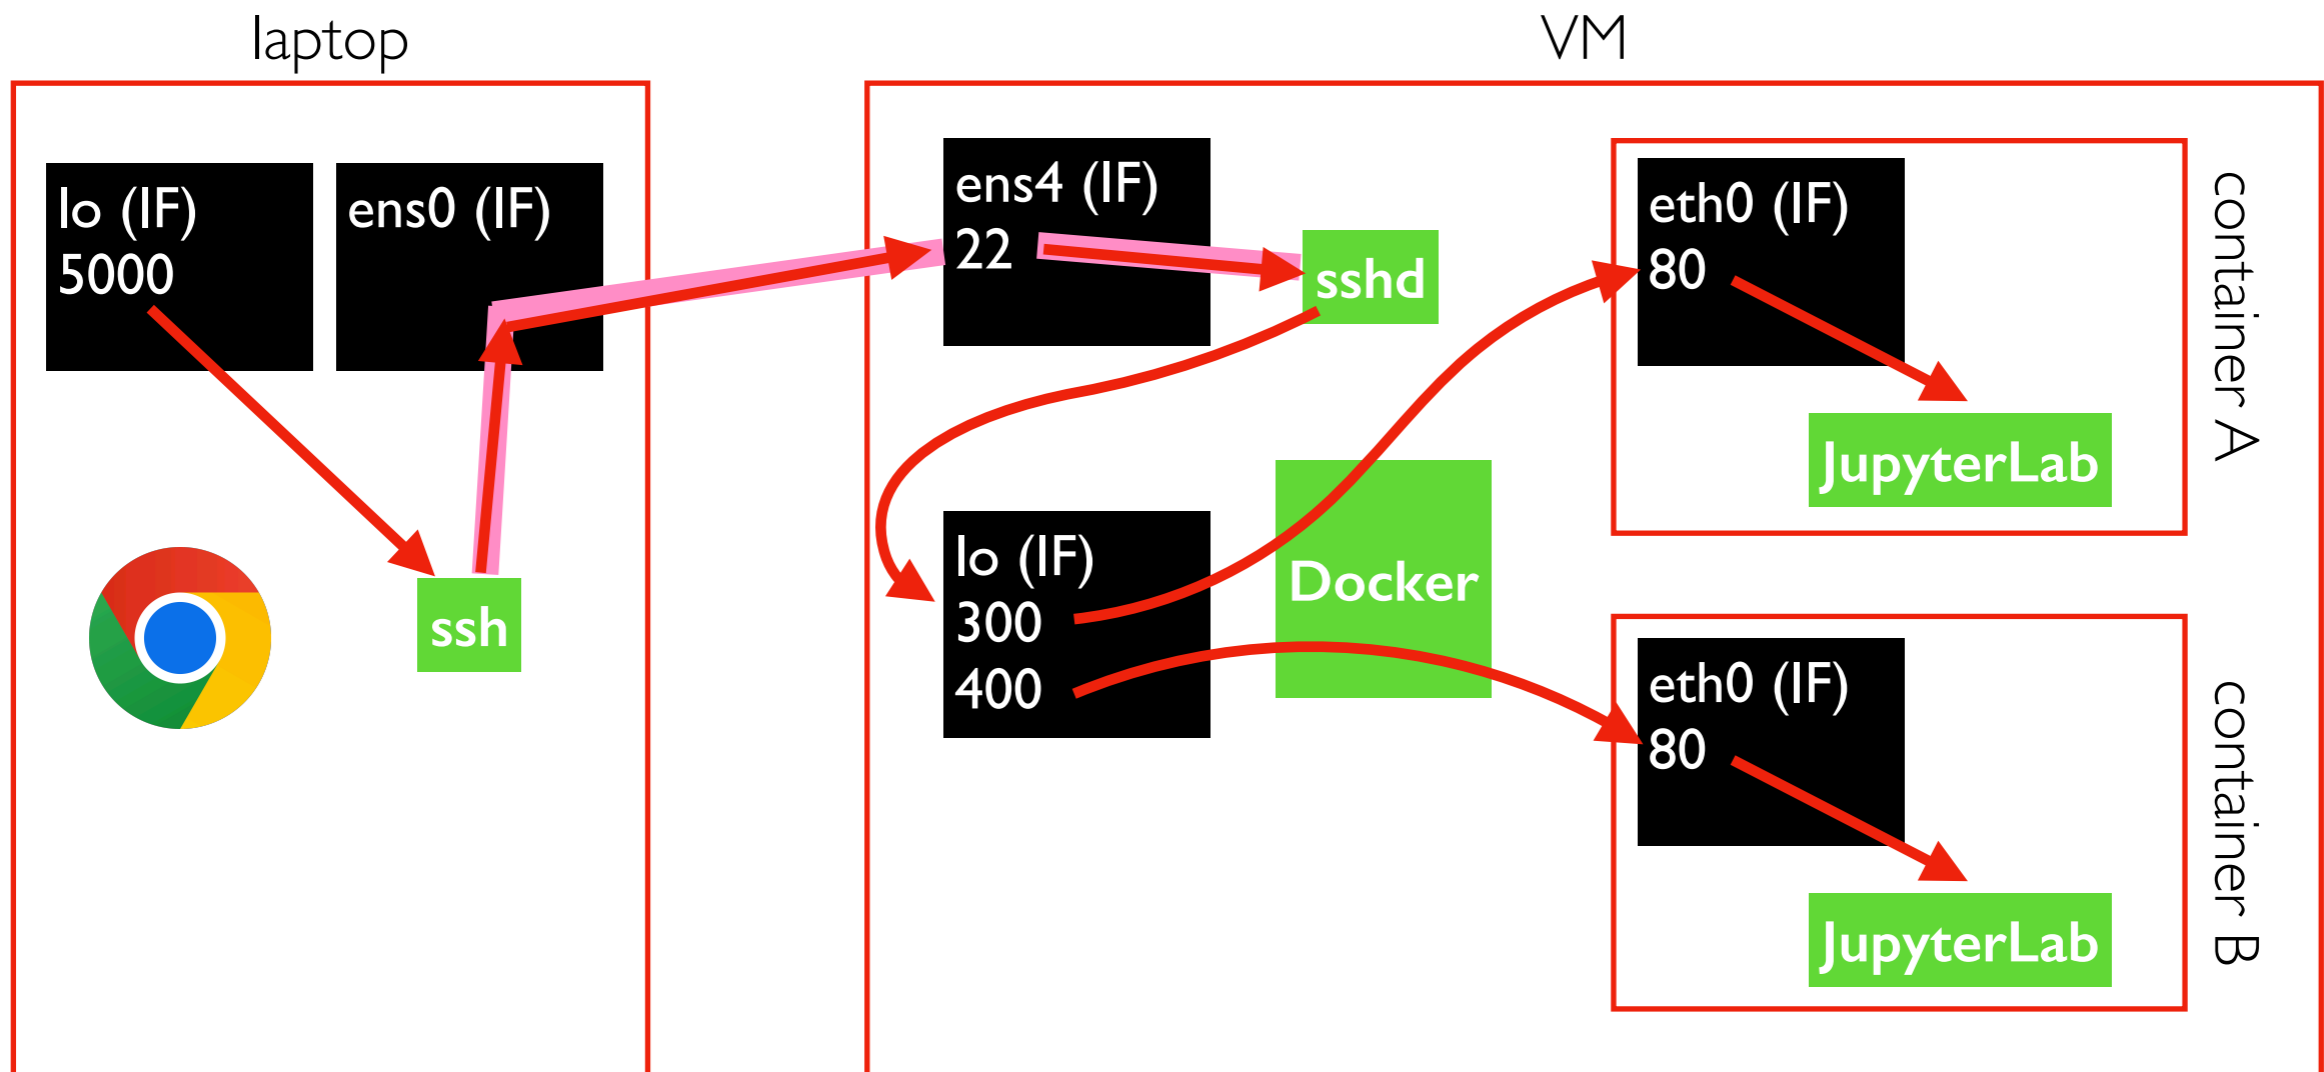 laptop
VM
lo (IF)
5000
ens0 (IF)
ssh
ens4 (IF)
22
sshd
lo (IF)
300
400
Docker
eth0 (IF)
80
JupyterLab
container A
eth0 (IF)
80
JupyterLab
container B